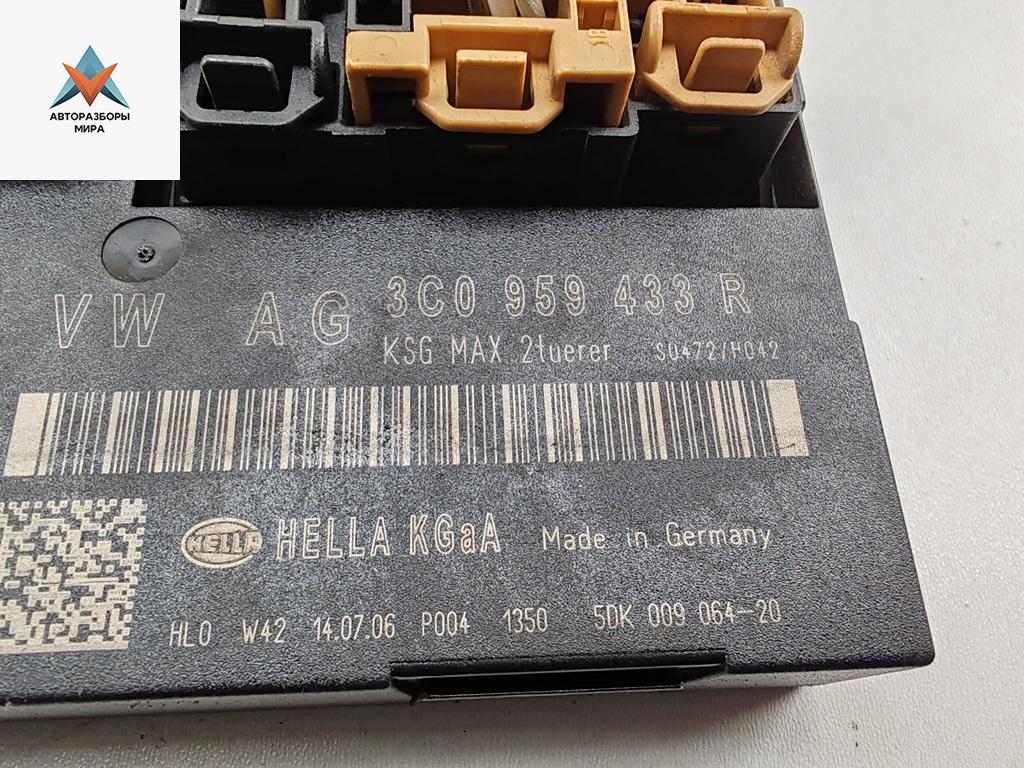 АВТОРАЗБОРЫ
МИРА
VW AG 3C0 959 433 R
KSG MAX 2tuerer S0472/H042
HELLA HELLA KGaA Made in Germany
HLO W42 14.07.06 P004 1350 5DK 009 064-20